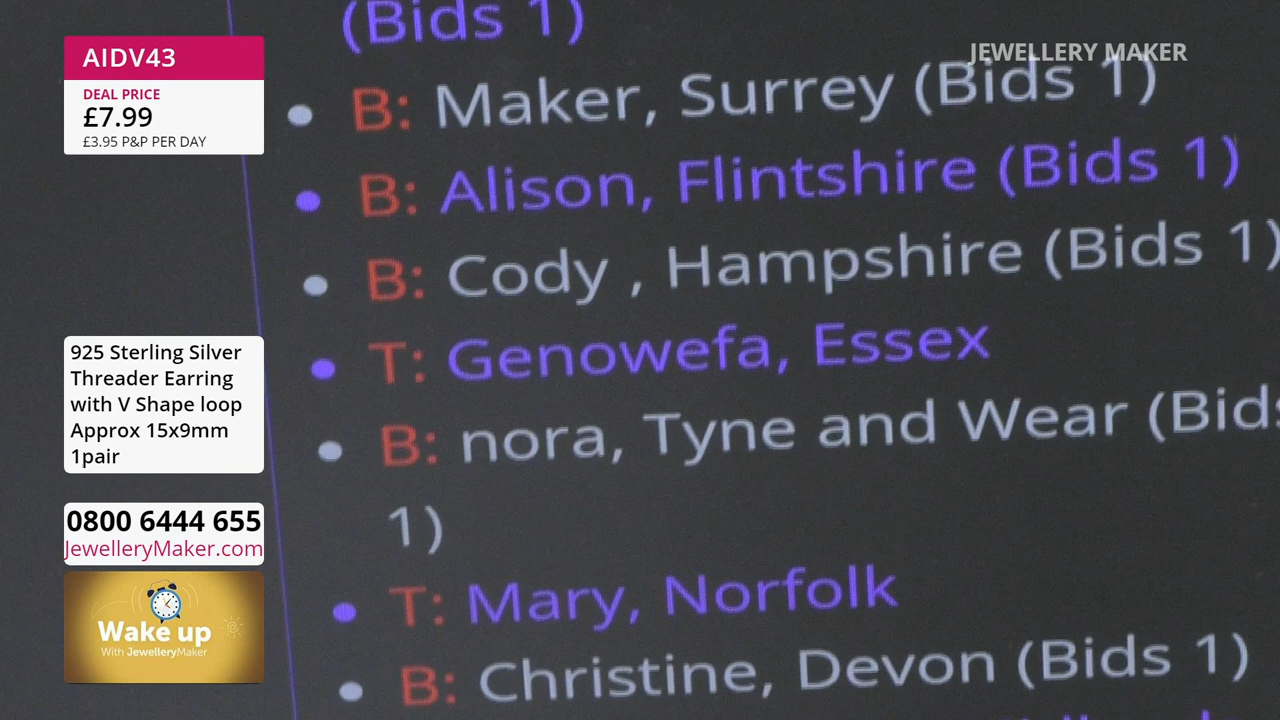 AIDV43
DEAL PRICE
£7.99
£3.95 P&P PER DAY
925 Sterling Silver
Threader Earring
with V Shape loop
Approx 15x9mm
1pair
0800 6444 655
JewelleryMaker.com
Wake up
With JewelleryMaker
JEWELLERY MAKER
(Bids 1)
B: Maker, Surrey (Bids 1)
B: Alison, Flintshire (Bids 1)
B: Cody , Hampshire (Bids 1)
T: Genowefa, Essex
B: nora, Tyne and Wear (Bids
1)
T: Mary, Norfolk
B: Christine, Devon (Bids 1)